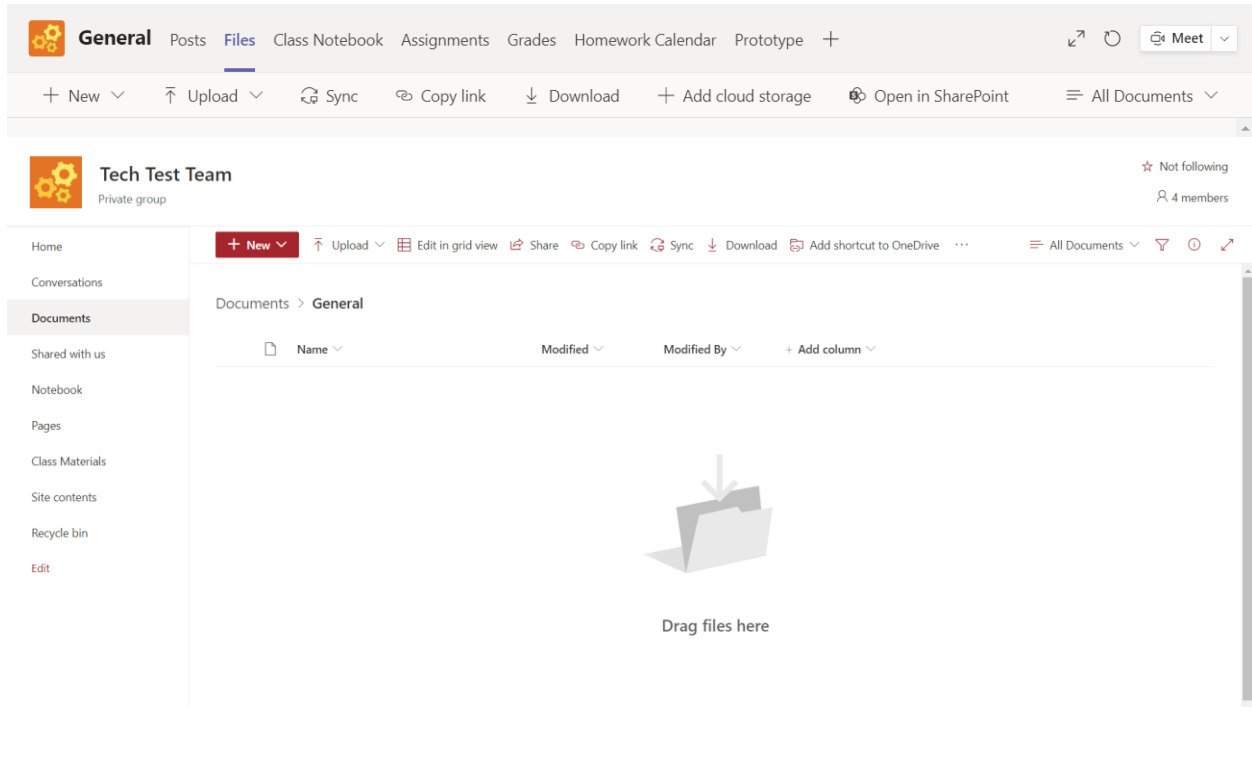 General Posts Files Class Notebook Assignments Grades Homework Calendar Prototype Meet
New Upload Sync Copy link Download Add cloud storage Open in SharePoint All Documents
Tech Test Team
Private group
Not following
4 members
New Upload Edit in grid view Share Copy link Sync Download Add shortcut to OneDrive ... All Documents
Home
Conversations
Documents
Shared with us
Notebook
Pages
Class Materials
Site contents
Recycle bin
Edit
Documents > General
Name Modified Modified By + Add column
Drag files here